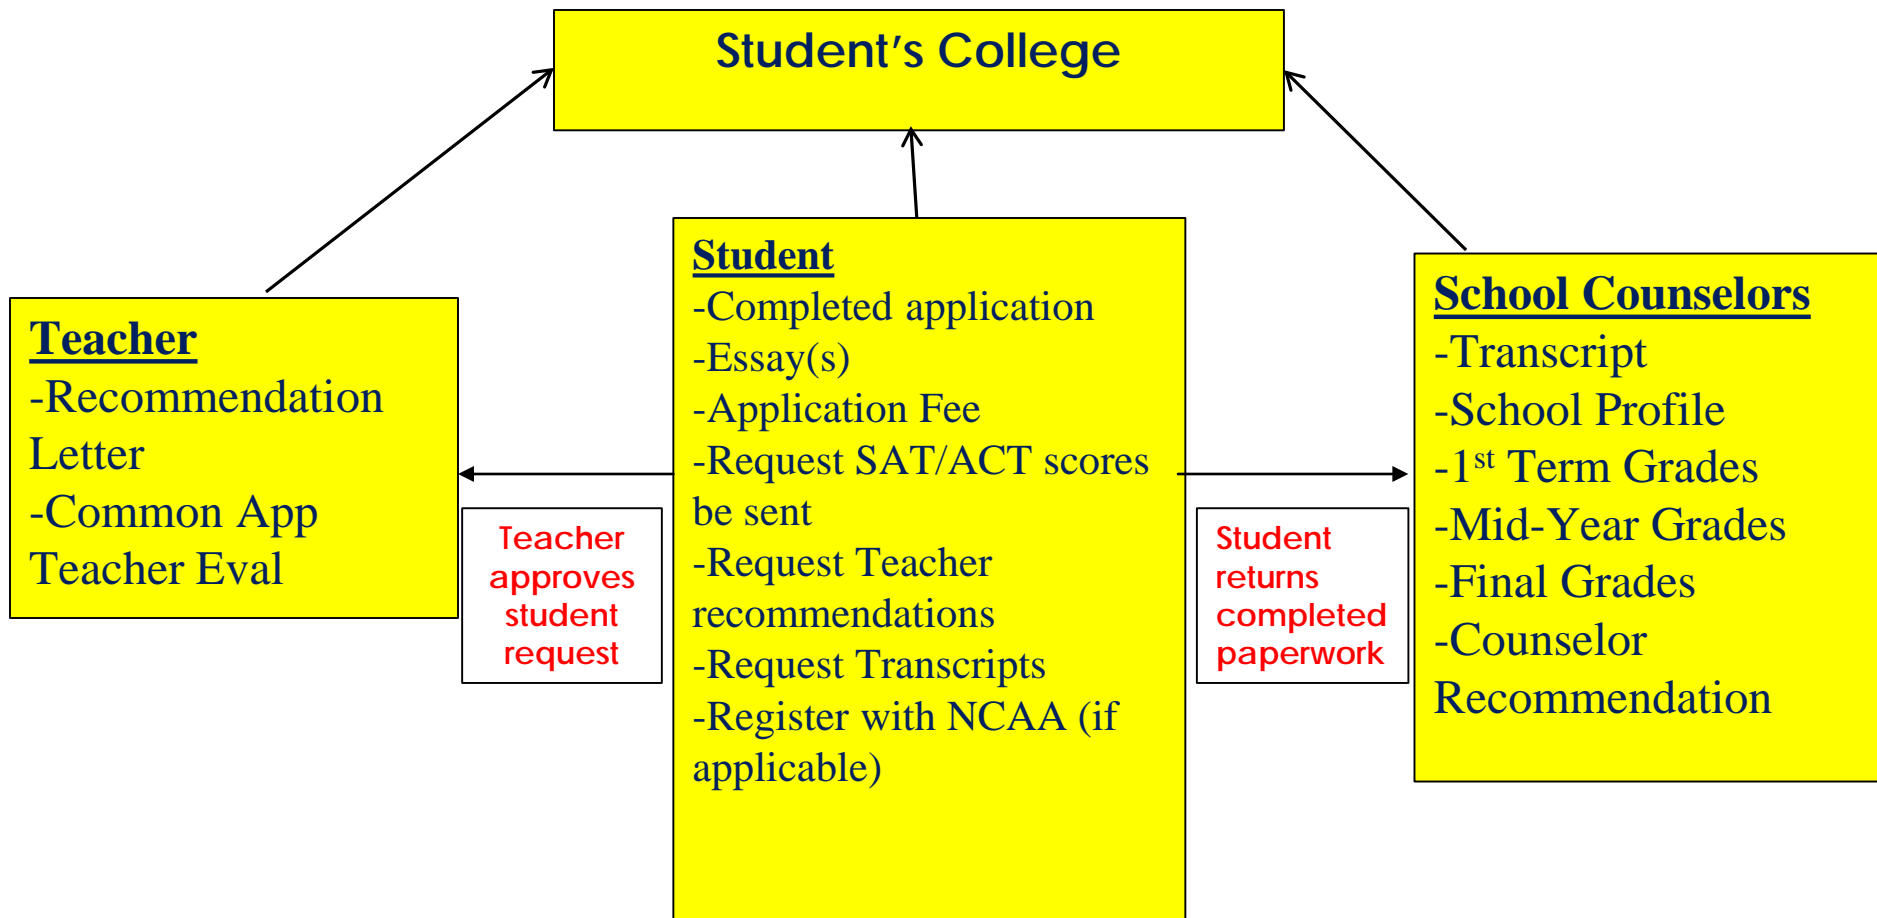 Student's College
Teacher
-Recommendation
Letter
-Common App
Teacher Eval
Teacher
approves
student
request
Student
-Completed application
-Essay(s)
-Application Fee
-Request SAT/ACT scores
be sent
-Request Teacher
recommendations
-Request Transcripts
-Register with NCAA (if
applicable)
Student
returns
completed
paperwork
School Counselors
-Transcript
-School Profile
-1st Term Grades
-Mid-Year Grades
-Final Grades
-Counselor
Recommendation